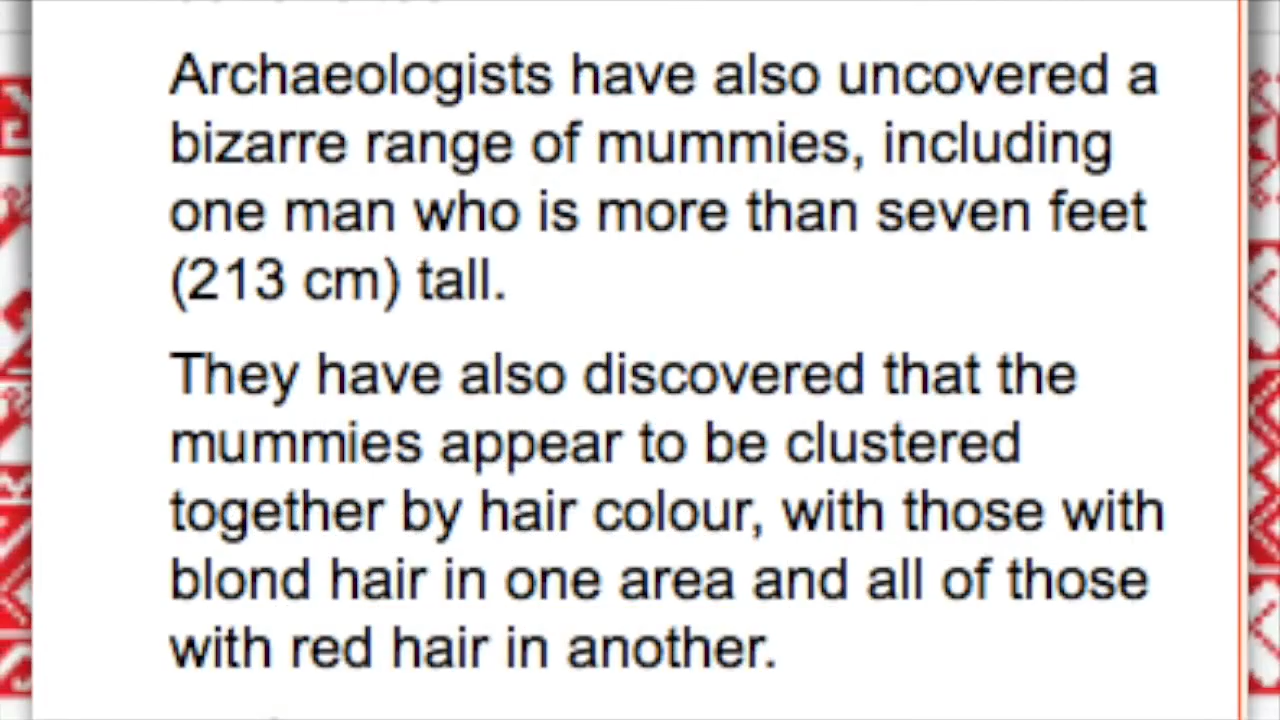 Archaeologists have also uncovered a
bizarre range of mummies, including
one man who is more than seven feet
(213 cm) tall.
They have also discovered that the
mummies appear to be clustered
together by hair colour, with those with
blond hair in one area and all of those
with red hair in another.